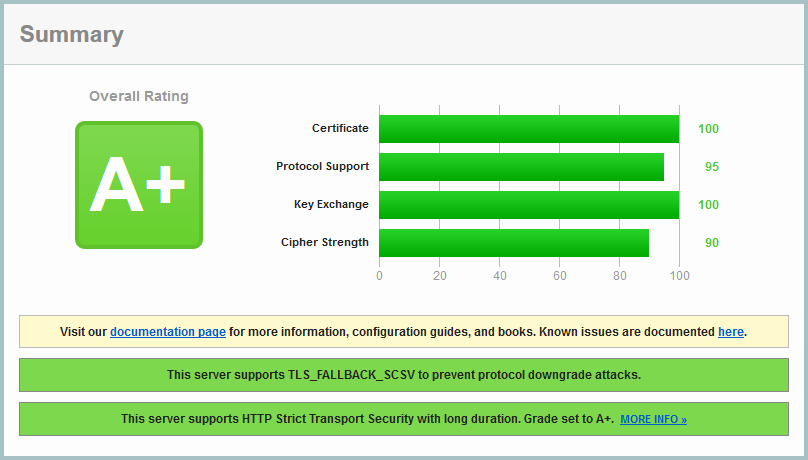 Summary
Overall Rating
A+
Certificate
100
Protocol Support
95
Key Exchange
100
Cipher Strength
90
0 20 40 60 80 100
Visit our documentation page for more information, configuration guides, and books. Known issues are documented here.
This server supports TLS_FALLBACK_SCSV to prevent protocol downgrade attacks.
This server supports HTTP Strict Transport Security with long duration. Grade set to A+. MORE INFO »